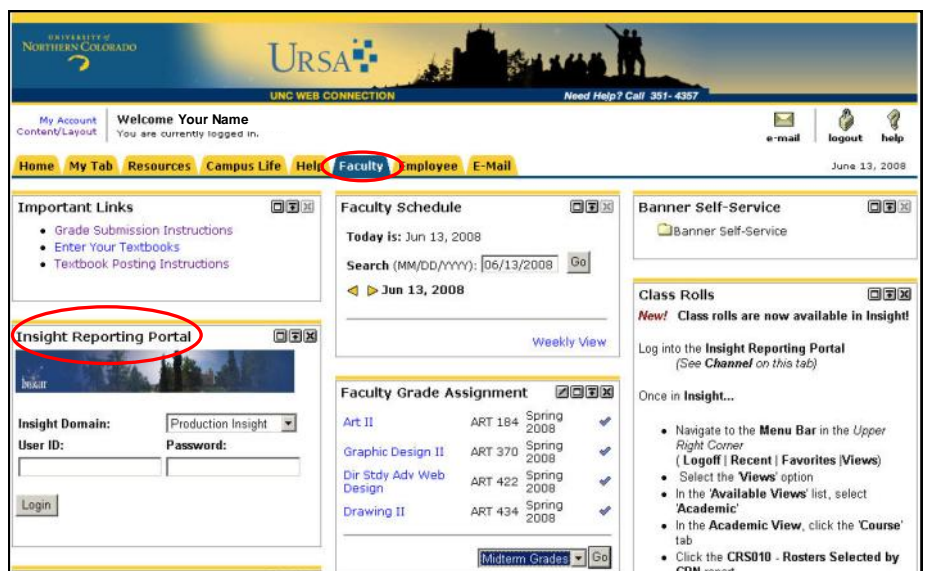 UNIVERSITY of
NORTHERN COLORADO
URSA
UNC WEB CONNECTION
Need Help? Call 351-4357
My Account
Content/Layout
Welcome Your Name
You are currently logged in.
e-mail
logout
help
Home
My Tab
Resources
Campus Life
Help
Faculty
Employee
E-Mail
June 13, 2008
Important Links
Grade Submission Instructions
Enter Your Textbooks
Textbook Posting Instructions
Insight Reporting Portal
Insight Domain:
Production Insight
User ID:
Password:
Login
Faculty Schedule
Today is: Jun 13, 2008
Search (MM/DD/YYYY): 06/13/2008 Go
Jun 13, 2008
Weekly View
Faculty Grade Assignment
Art II ART 184 Spring
2008
Graphic Design II ART 370 Spring
2008
Dir Stdy Adv Web
Design
ART 422 Spring
2008
Drawing II ART 434 Spring
2008
Midterm Grades Go
Banner Self-Service
Banner Self-Service
Class Rolls
New! Class rolls are now available in Insight!
Log into the Insight Reporting Portal
(See Channel on this tab)
Once in Insight...
Navigate to the Menu Bar in the Upper
Right Corner
( Logoff | Recent | Favorites |Views)
Select the 'Views' option
In the 'Available Views' list, select
'Academic'
In the Academic View, click the 'Course'
tab
Click the CRS010 - Rosters Selected by
CRN report